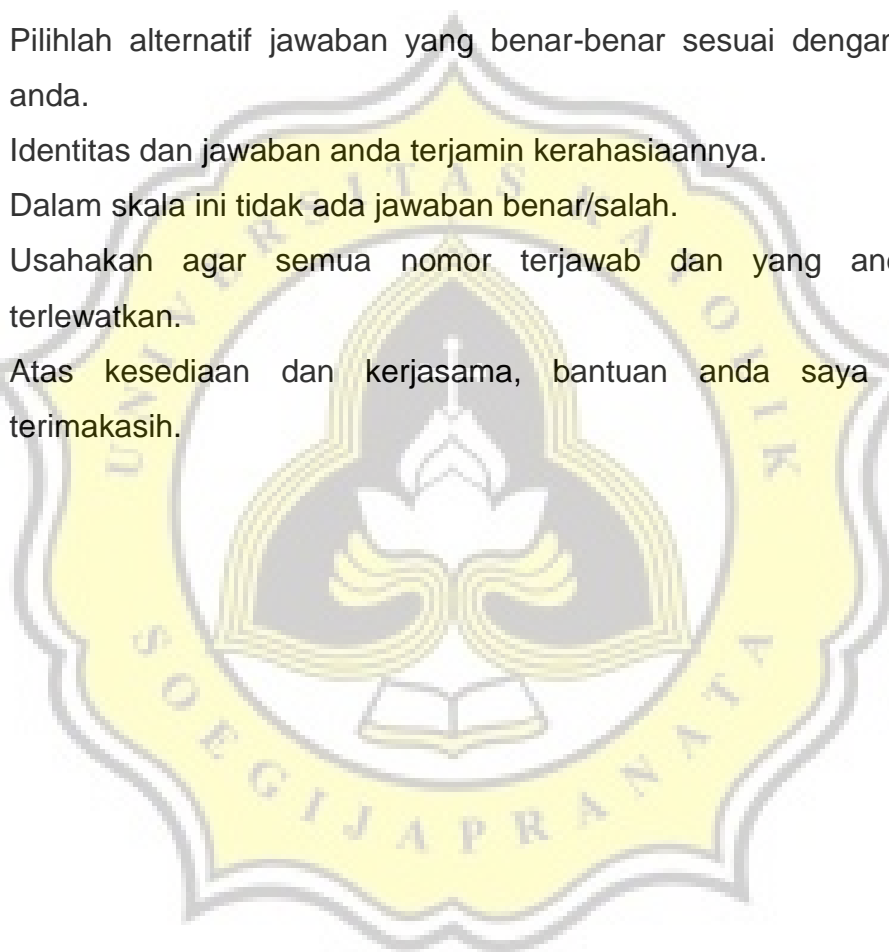 Pilihlah alternatif jawaban yang benar-benar sesuai dengan
anda.
Identitas dan jawaban anda terjamin kerahasiaannya.
Dalam skala ini tidak ada jawaban benar/salah.
Usahakan agar semua nomor terjawab dan yang
terlewatkan.
Atas kesediaan dan kerjasama, bantuan anda saya
terimakasih.
UNIVERSITAS KATOLIK
SOEGIJAPRANATA